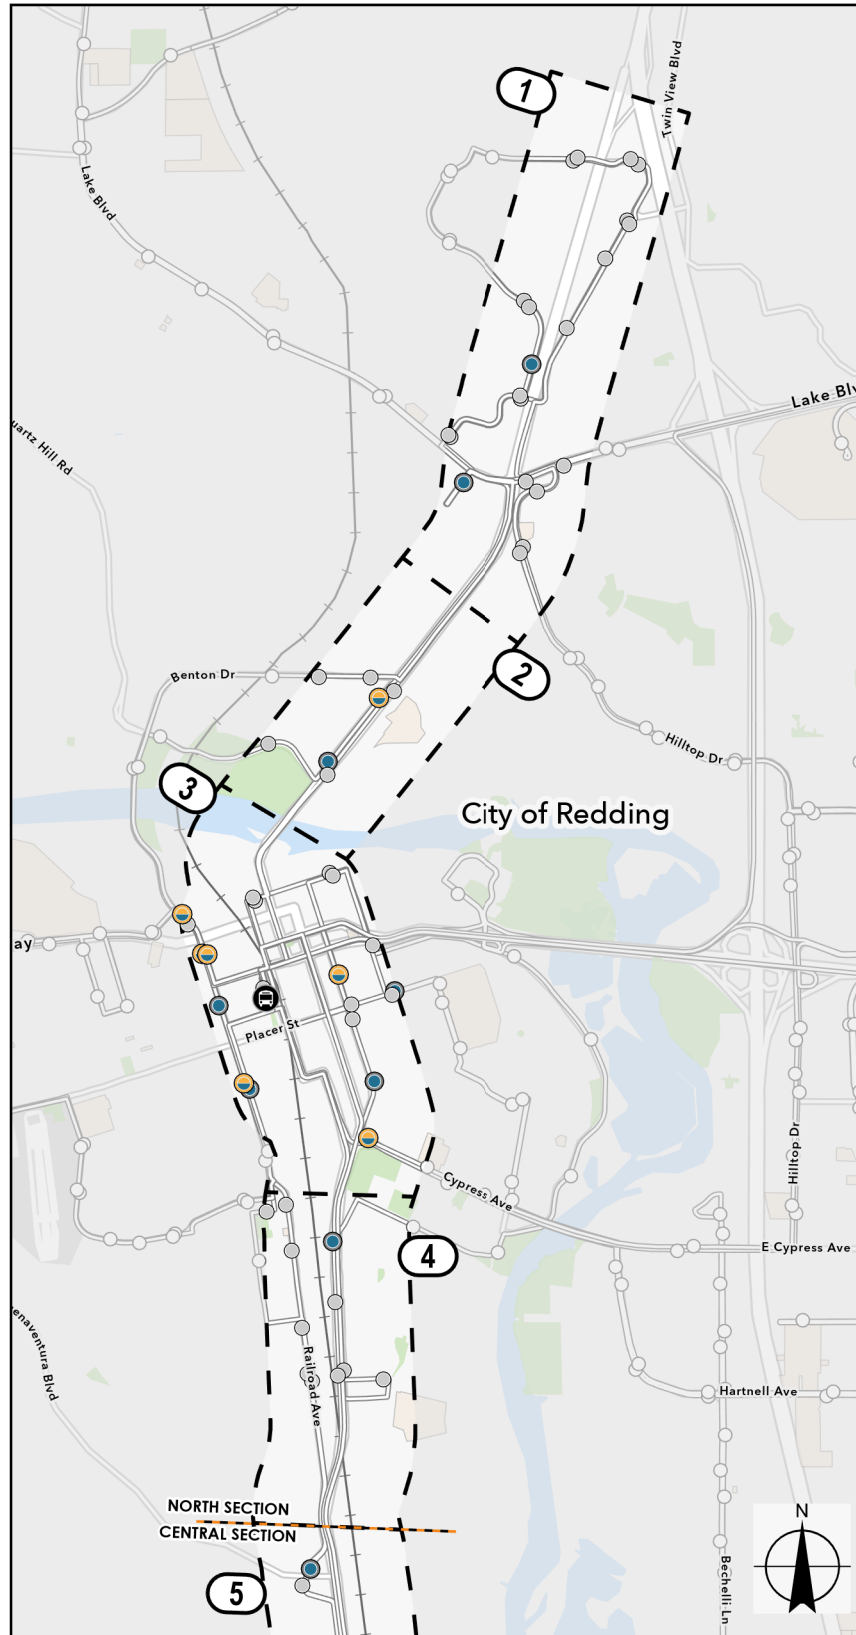 1
Twin View Blvd
Lake Blvd
Lake Blv
uartz Hill Rd
2
Benton Dr
Hilltop Dr
3
City of Redding
ay
Placer St
Hilltop Dr
Cypress Ave
E Cypress Ave
4
enaventura Blvd
Railroad Ave
Hartnell Ave
NORTH SECTION
CENTRAL SECTION
N
Bechelli Ln
5